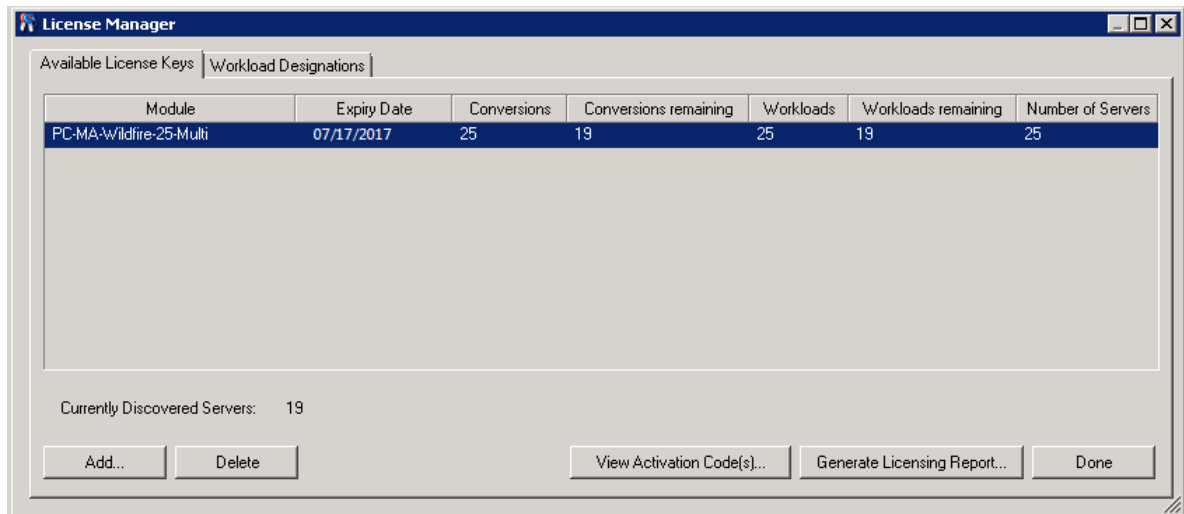 License Manager
Available License Keys Workload Designations
Module Expiry Date Conversions Conversions remaining Workloads Workloads remaining Number of Servers
PC-MA-Wildfire-25-Multi 07/17/2017 25 19 25 19 25
Currently Discovered Servers: 19
Add... Delete View Activation Code(s)... Generate Licensing Report... Done